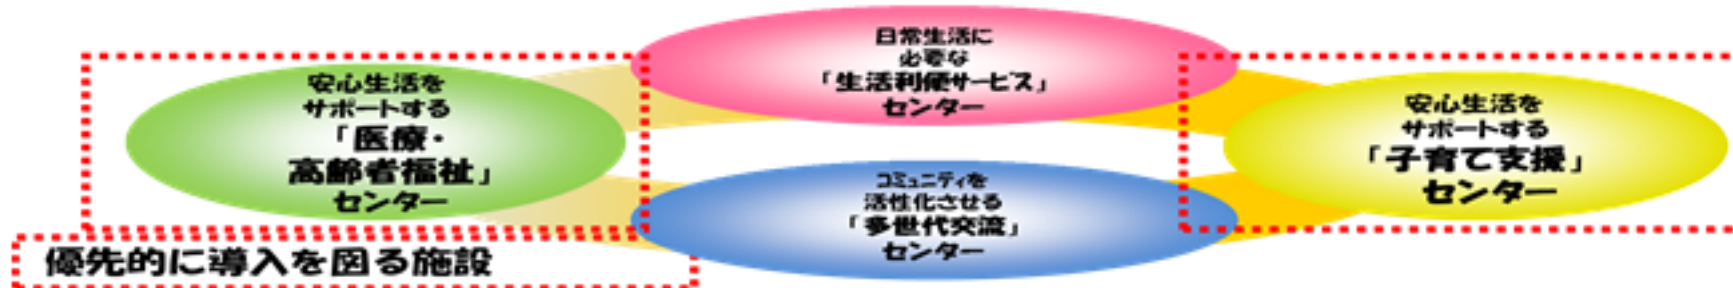 日常生活に
必要な
「生活利便サービス」
センター
安心生活を
サポートする
「医療・
高齢者福祉」
センター
安心生活を
サポートする
「子育て支援」
センター
コミュニティを
活性化させる
「多世代交流」
センター
優先的に導入を図る施設